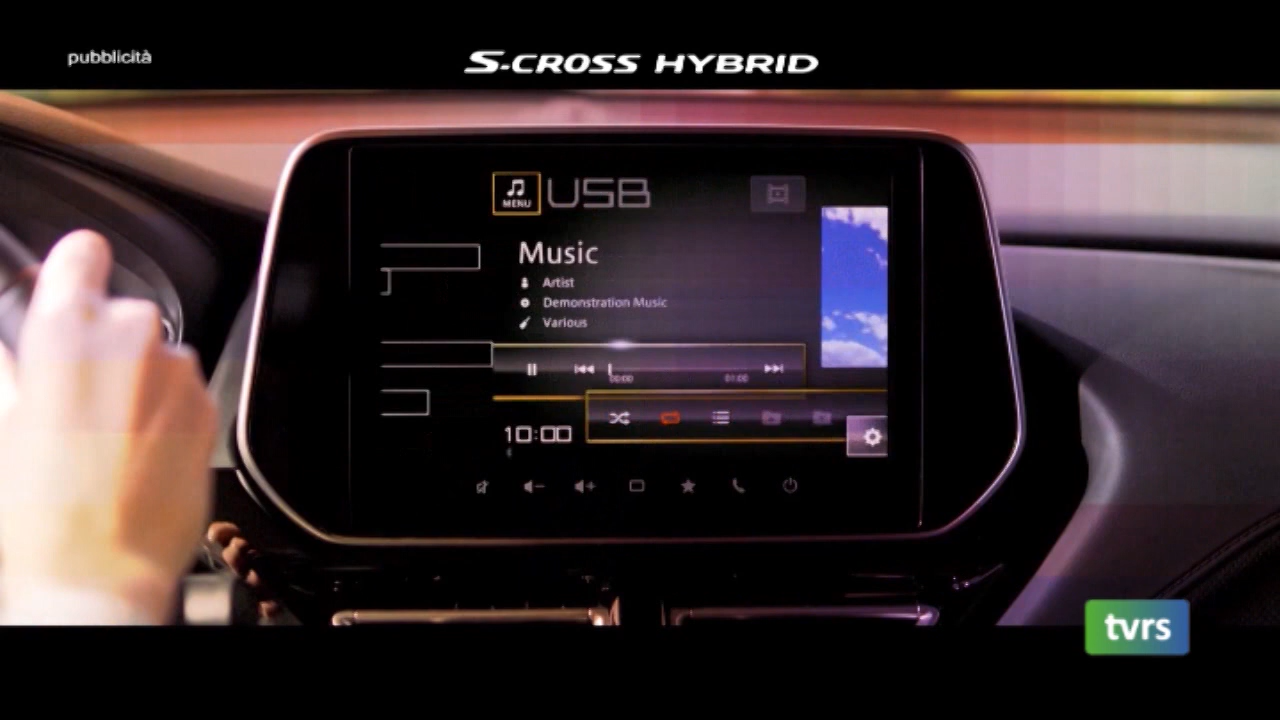 pubblicità
S-CROSS HYBRID
MENU
USB
Music
Artist
Demonstration Music
Various
00:00
01:00
10:00
tvrs